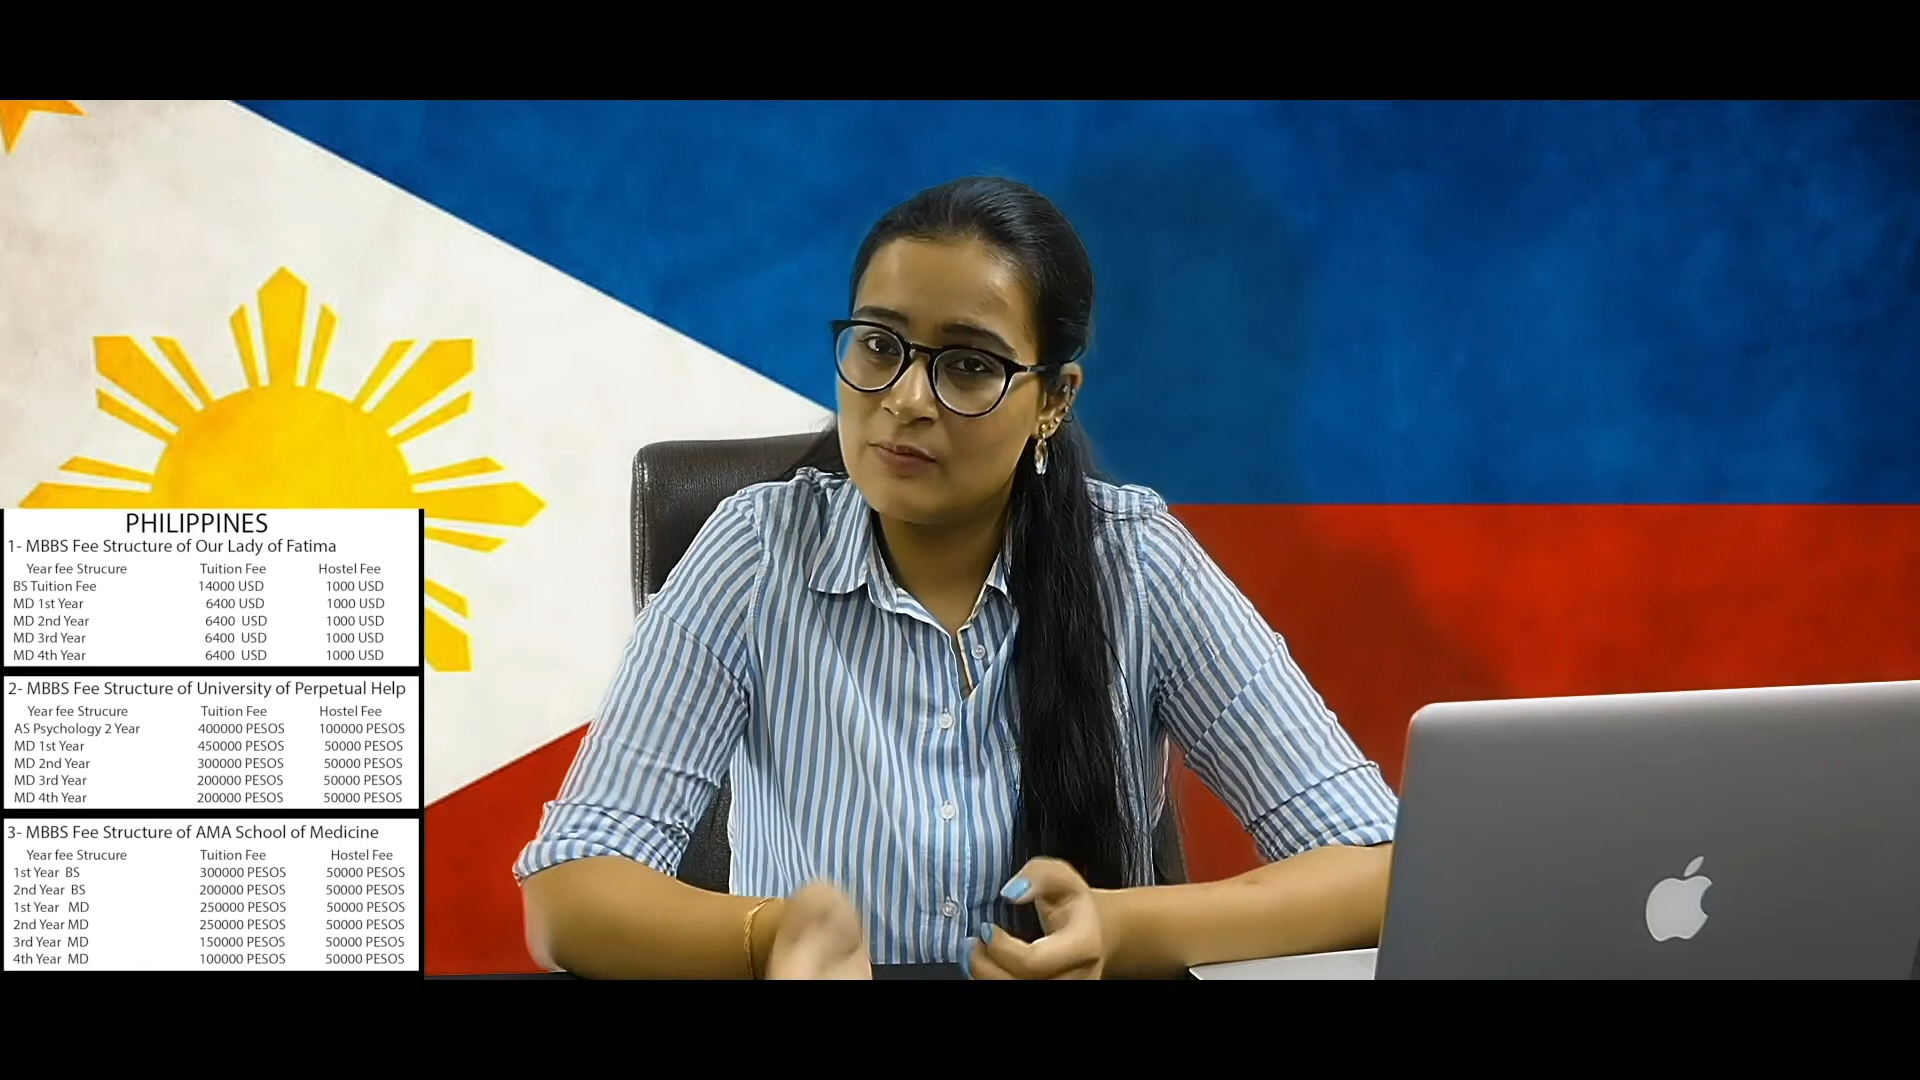 PHILIPPINES
1- MBBS Fee Structure of Our Lady of Fatima
Year fee Strucure Tuition Fee Hostel Fee
BS Tuition Fee 14000 USD 1000 USD
MD 1st Year 6400 USD 1000 USD
MD 2nd Year 6400 USD 1000 USD
MD 3rd Year 6400 USD 1000 USD
MD 4th Year 6400 USD 1000 USD
2- MBBS Fee Structure of University of Perpetual Help
Year fee Strucure Tuition Fee Hostel Fee
AS Psychology 2 Year 400000 PESOS 100000 PESOS
MD 1st Year 450000 PESOS 50000 PESOS
MD 2nd Year 300000 PESOS 50000 PESOS
MD 3rd Year 200000 PESOS 50000 PESOS
MD 4th Year 200000 PESOS 50000 PESOS
3- MBBS Fee Structure of AMA School of Medicine
Year fee Strucure Tuition Fee Hostel Fee
1st Year BS 300000 PESOS 50000 PESOS
2nd Year BS 200000 PESOS 50000 PESOS
1st Year MD 250000 PESOS 50000 PESOS
2nd Year MD 250000 PESOS 50000 PESOS
3rd Year MD 150000 PESOS 50000 PESOS
4th Year MD 100000 PESOS 50000 PESOS